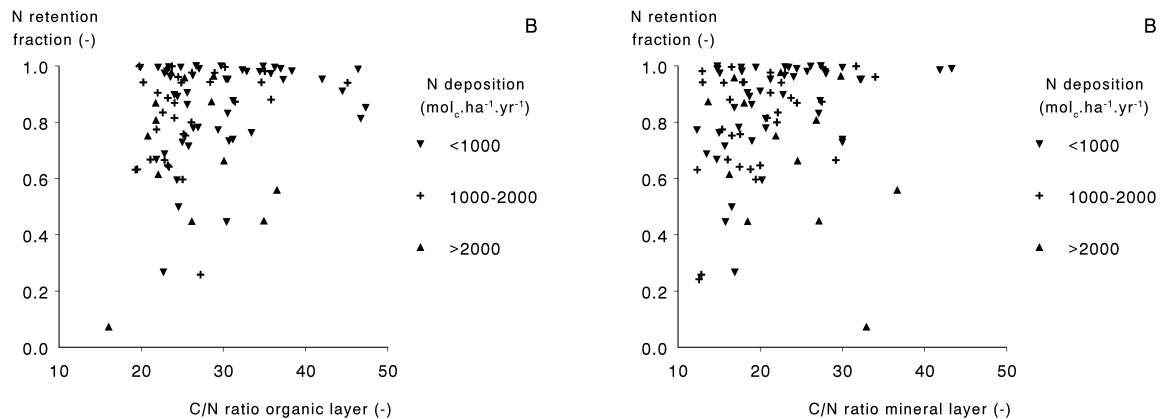 N retention
fraction (-)
B
1.0
0.8
0.6
0.4
0.2
0.0
10
20
30
40
50
C/N ratio organic layer (-)
N deposition
(molc.ha-1.yr-1)
<1000
1000-2000
>2000
N retention
fraction (-)
B
1.0
0.8
0.6
0.4
0.2
0.0
10
20
30
40
50
C/N ratio mineral layer (-)
N deposition
(molc.ha-1.yr-1)
<1000
1000-2000
>2000